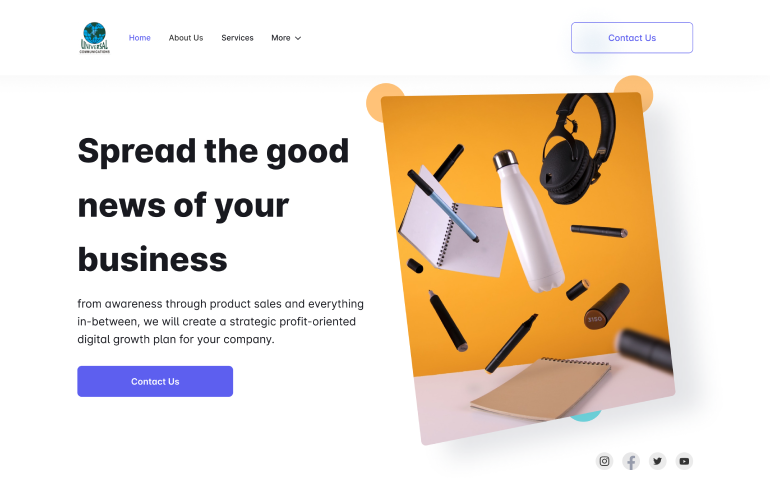 UNIVERSAL
COMMUNICATIONS
Home
About Us
Services
More
Contact Us
Spread the good
news of your
business
from awareness through product sales and everything
in-between, we will create a strategic profit-oriented
digital growth plan for your company.
Contact Us